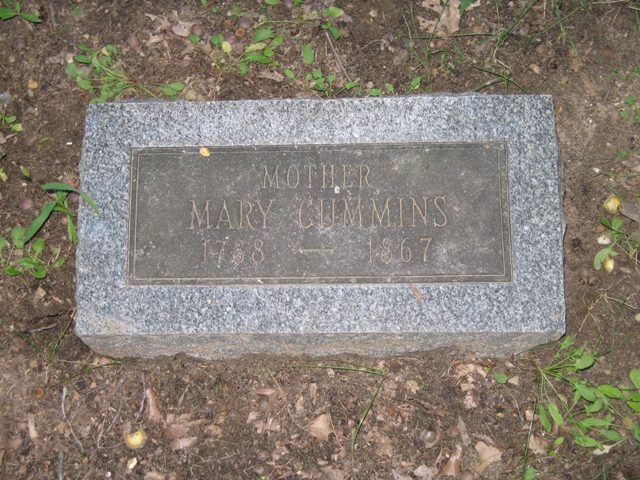 MOTHER
MARY CUMMINS
1788 — 1867